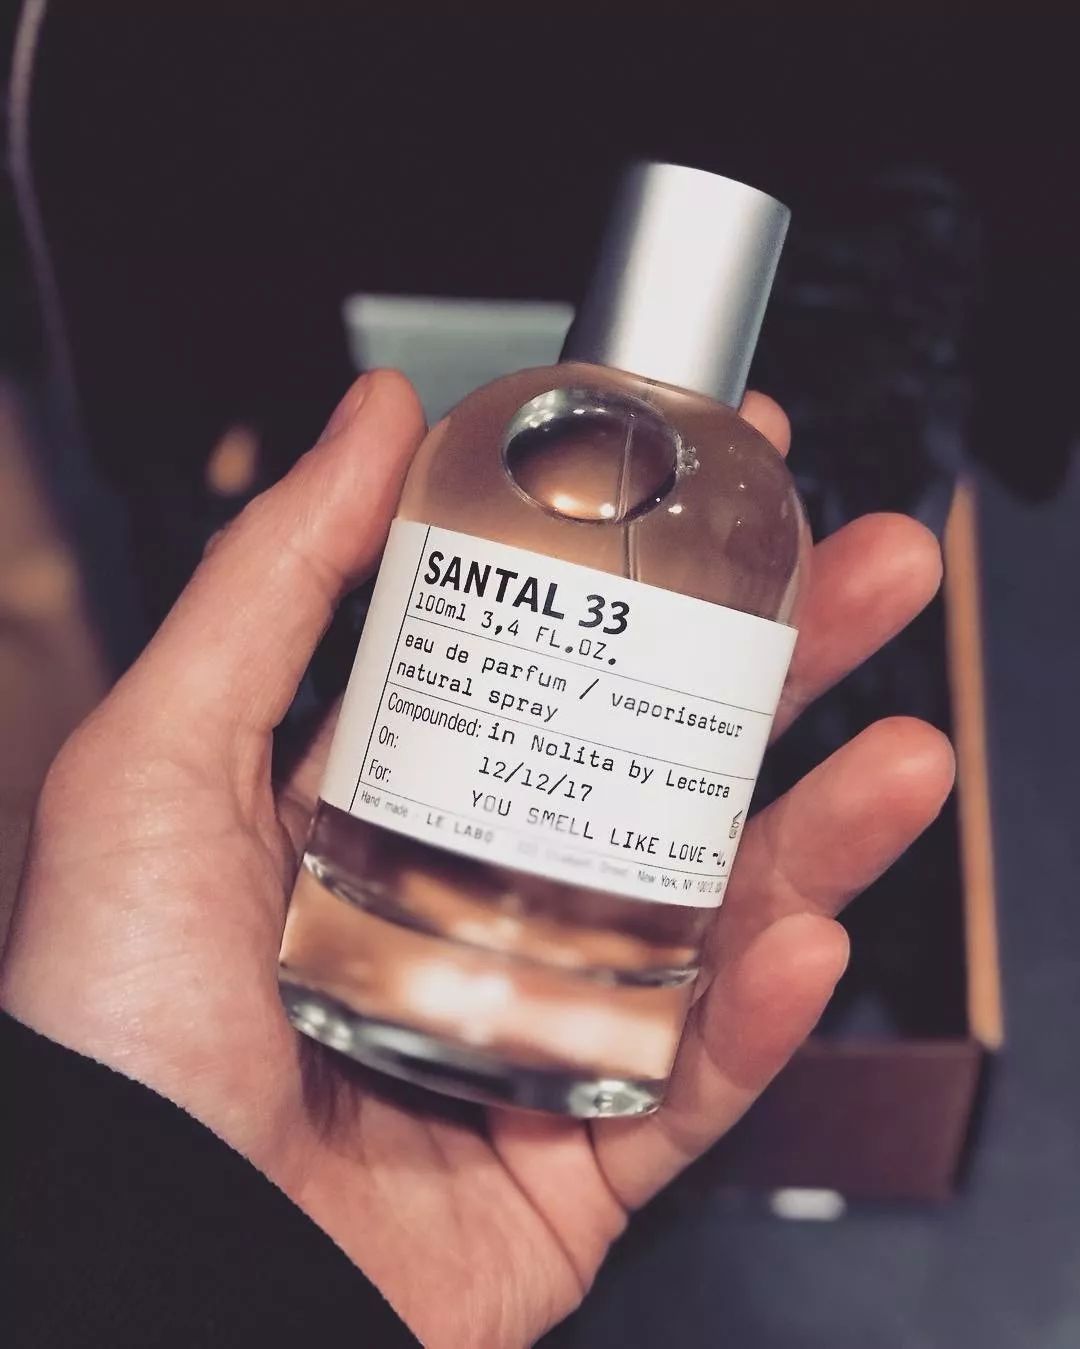 SANTAL 33
100ml 3,4 FL.OZ.
eau de parfum / vaporisateur
natural spray
Compounded: in Nolita by Lectora
On: 12/12/17
For: YOU SMELL LIKE LOVE
Hand made - LE LABO New York, NY